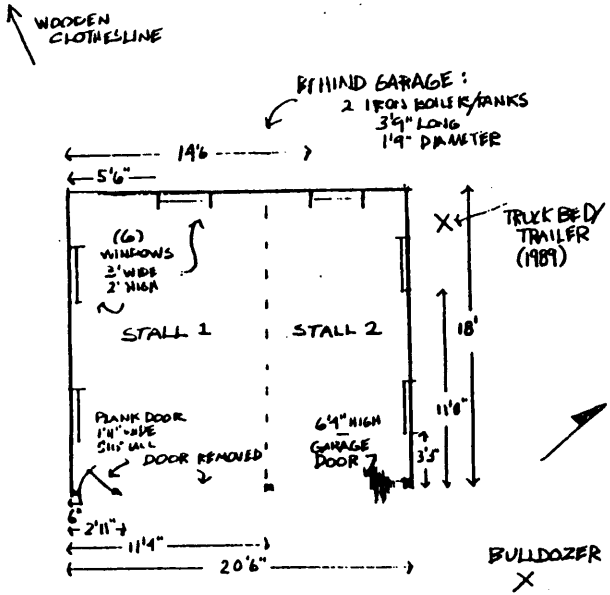 WOODEN
CLOTHESLINE
BEHIND GARAGE:
2 IRON BOILER/TANKS
3'9" LONG
1'9" DIAMETER
14'6
5'6"
(6)
WINDOWS
2' WIDE
2' HIGH
TRUCK BED/
TRAILER
(1989)
STALL 1
STALL 2
18'
11'8"
PLANK DOOR
WIDE
DOOR REMOVED
6'4" HIGH
GARAGE
DOOR
3'5
6"
2'11"
11'4"
20'6"
BULLDOZER
X